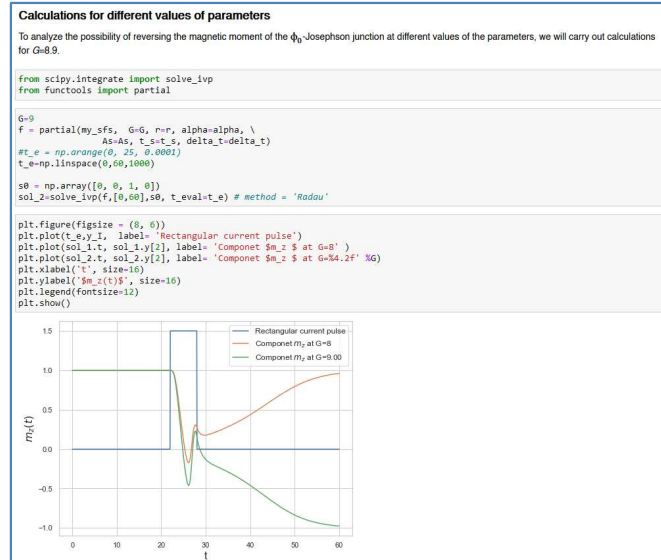 Calculations for different values of parameters
To analyze the possibility of reversing the magnetic moment of the ϕ₀-Josephson junction at different values of the parameters, we will carry out calculations
for G=8.9.
from scipy.integrate import solve_ivp
from functools import partial
G=9
f = partial(my_sfs, G=G, r=r, alpha=alpha, \
As=As, t_s=t_s, delta_t=delta_t)
#t_e = np.arange(0, 25, 0.0001)
t_e=np.linspace(0,60,1000)
s0 = np.array([0, 0, 1, 0])
sol_2=solve_ivp(f,[0,60],s0, t_eval=t_e) # method = 'Radau'
plt.figure(figsize = (8, 6))
plt.plot(t_e,y_I, label= 'Rectangular current pulse')
plt.plot(sol_1.t, sol_1.y[2], label= 'Componet $m_z $ at G=8' )
plt.plot(sol_2.t, sol_2.y[2], label= 'Componet $m_z $ at G=%4.2f' %G)
plt.xlabel('t', size=16)
plt.ylabel('$m_z(t)$', size=16)
plt.legend(fontsize=12)
plt.show()
Rectangular current pulse
Componet m_z at G=8
Componet m_z at G=9.00
1.5
1.0
0.5
0.0
−0.5
−1.0
m_z(t)
0 10 20 30 40 50 60
t